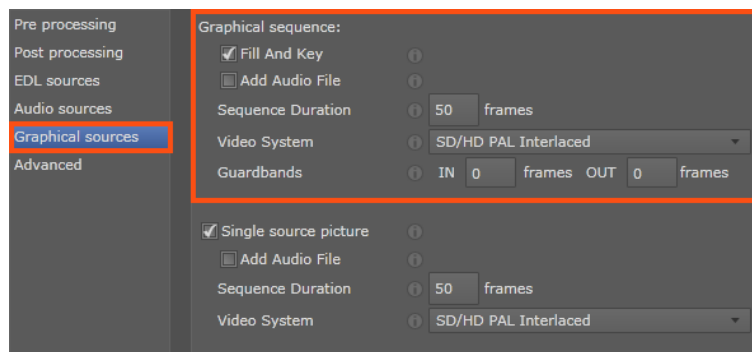 Pre processing
Post processing
EDL sources
Audio sources
Graphical sources
Advanced
Graphical sequence:
Fill And Key
Add Audio File
Sequence Duration 50 frames
Video System SD/HD PAL Interlaced
Guardbands IN 0 frames OUT 0 frames
Single source picture
Add Audio File
Sequence Duration 50 frames
Video System SD/HD PAL Interlaced